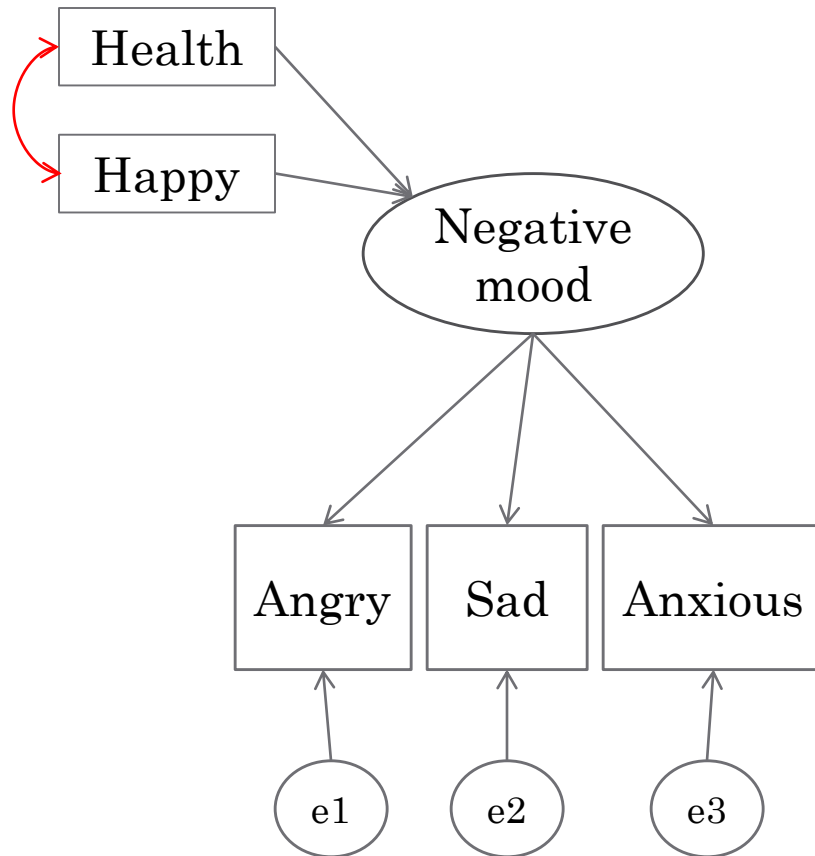 Health
Happy
Negative
mood
Angry
Sad
Anxious
e1
e2
e3